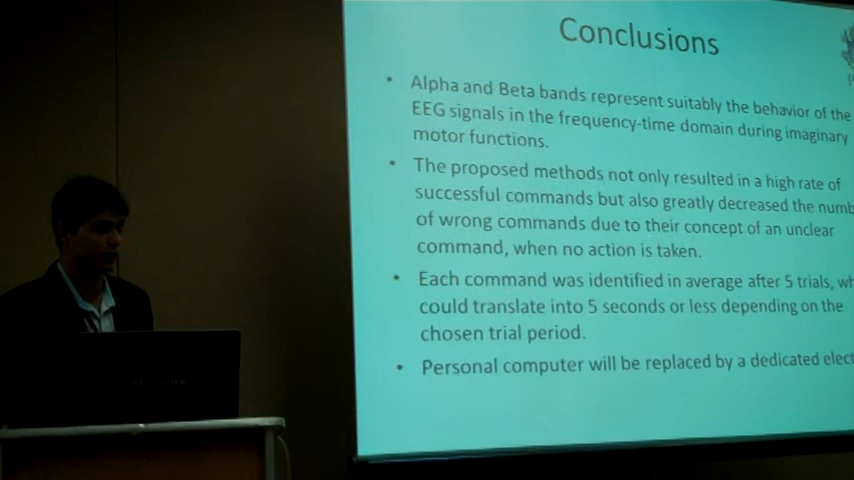 Conclusions
• Alpha and Beta bands represent suitably the behavior of the
EEG signals in the frequency-time domain during imaginary
motor functions.
• The proposed methods not only resulted in a high rate of
successful commands but also greatly decreased the
of wrong commands due to their concept of an unclear
command, when no action is taken.
• Each command was identified in average after 5 trials,
could translate into 5 seconds or less depending on the
chosen trial period.
• Personal computer will be replaced by a dedicated